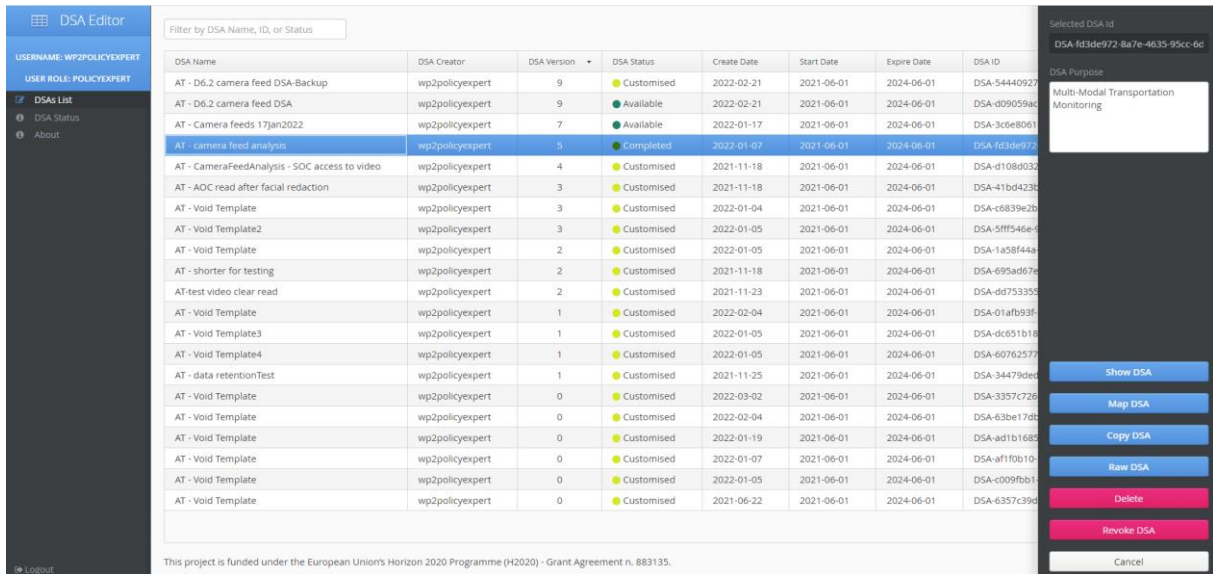 DSA Editor
USERNAME: WP2POLICYEXPERT
USER ROLE: POLICYEXPERT
DSAs List
DSA Status
About
Logout
Filter by DSA Name, ID, or Status
DSA Name DSA Creator DSA Version DSA Status Create Date Start Date Expire Date DSA ID
AT - D6.2 camera feed DSA-Backup wp2policyexpert 9 Customised 2022-02-21 2021-06-01 2024-06-01 DSA-54440927
AT - D6.2 camera feed DSA wp2policyexpert 9 Available 2022-02-21 2021-06-01 2024-06-01 DSA-d09059ac
AT - Camera feeds 17Jan2022 wp2policyexpert 7 Available 2022-01-17 2021-06-01 2024-06-01 DSA-3c6e8061
AT - camera feed analysis wp2policyexpert 5 Completed 2022-01-07 2021-06-01 2024-06-01 DSA-fd3de972
AT - CameraFeedAnalysis - SOC access to video wp2policyexpert 4 Customised 2021-11-18 2021-06-01 2024-06-01 DSA-d108d032
AT - AOC read after facial redaction wp2policyexpert 3 Customised 2021-11-18 2021-06-01 2024-06-01 DSA-41bd423b
AT - Void Template wp2policyexpert 3 Customised 2022-01-04 2021-06-01 2024-06-01 DSA-c6839e2b
AT - Void Template2 wp2policyexpert 3 Customised 2022-01-05 2021-06-01 2024-06-01 DSA-5fff546e-9
AT - Void Template wp2policyexpert 2 Customised 2022-01-05 2021-06-01 2024-06-01 DSA-1a58f44a-
AT - shorter for testing wp2policyexpert 2 Customised 2021-11-18 2021-06-01 2024-06-01 DSA-695ad67e
AT-test video clear read wp2policyexpert 2 Customised 2021-11-23 2021-06-01 2024-06-01 DSA-dd753355
AT - Void Template wp2policyexpert 1 Customised 2022-02-04 2021-06-01 2024-06-01 DSA-01afb93f-
AT - Void Template3 wp2policyexpert 1 Customised 2022-01-05 2021-06-01 2024-06-01 DSA-dc651b18
AT - Void Template4 wp2policyexpert 1 Customised 2022-01-05 2021-06-01 2024-06-01 DSA-60762577
AT - data retentionTest wp2policyexpert 1 Customised 2021-11-25 2021-06-01 2024-06-01 DSA-34479ded
AT - Void Template wp2policyexpert 0 Customised 2022-03-02 2021-06-01 2024-06-01 DSA-3357c726
AT - Void Template wp2policyexpert 0 Customised 2022-02-04 2021-06-01 2024-06-01 DSA-63be17db
AT - Void Template wp2policyexpert 0 Customised 2022-01-19 2021-06-01 2024-06-01 DSA-ad1b1685
AT - Void Template wp2policyexpert 0 Customised 2022-01-07 2021-06-01 2024-06-01 DSA-af1f0b10-
AT - Void Template wp2policyexpert 0 Customised 2022-01-05 2021-06-01 2024-06-01 DSA-c009fbb1-
AT - Void Template wp2policyexpert 0 Customised 2021-06-22 2021-06-01 2024-06-01 DSA-6357c39d
This project is funded under the European Union's Horizon 2020 Programme (H2020) - Grant Agreement n. 883135.
Selected DSA Id
DSA-fd3de972-8a7e-4635-95cc-6d
DSA Purpose
Multi-Modal Transportation
Monitoring
Show DSA
Map DSA
Copy DSA
Raw DSA
Delete
Revoke DSA
Cancel